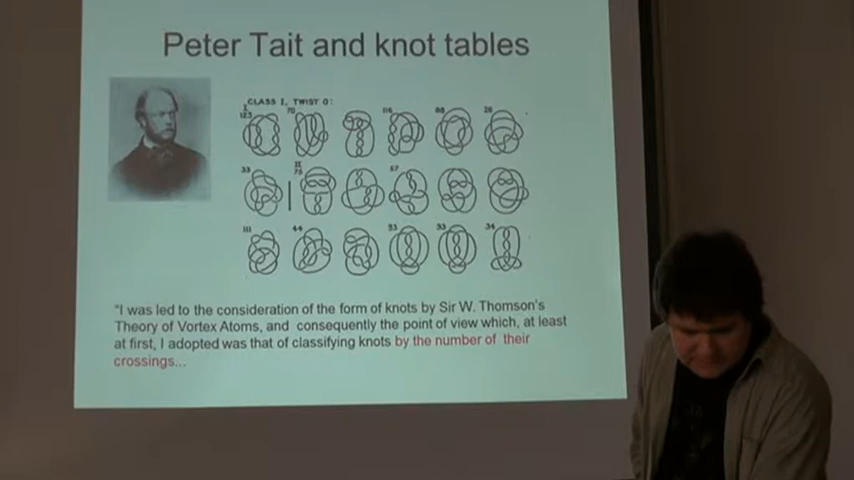 Peter Tait and knot tables
CLASS I, TWIST 0:
"I was led to the consideration of the form of knots by Sir W. Thomson's
Theory of Vortex Atoms, and consequently the point of view which, at least
at first, I adopted was that of classifying knots by the number of their
crossings...